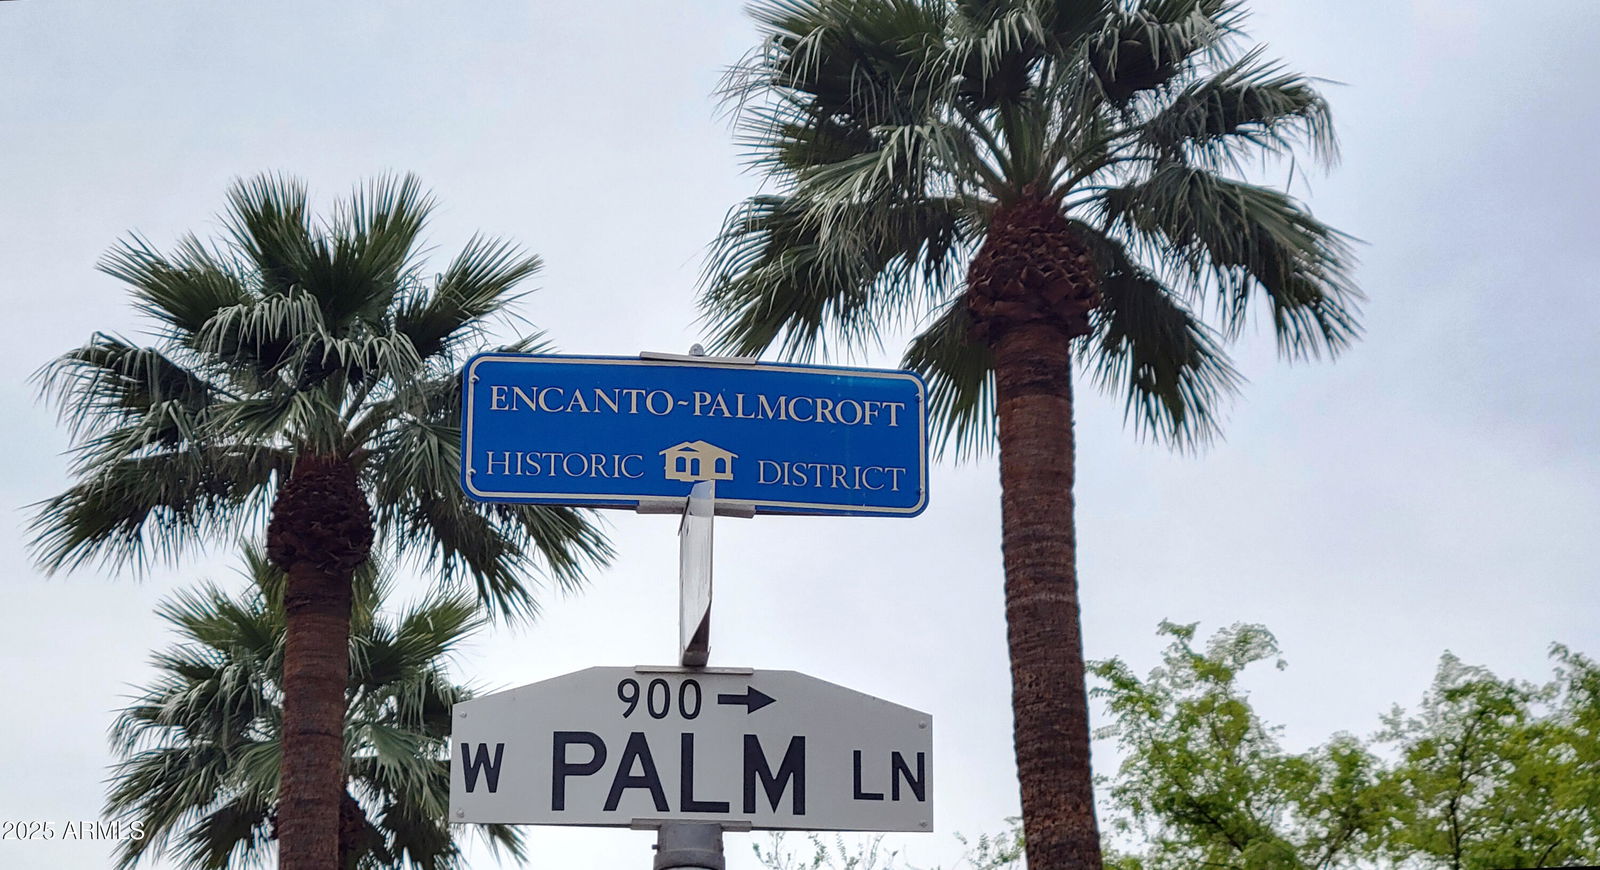 ENCANTO~PALMCROFT
HISTORIC DISTRICT
900 →
W PALM LN
2025 ARMLS